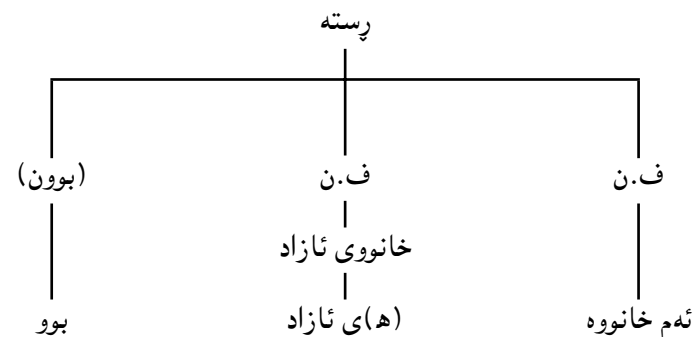 ڕستە
ف.ن ف.ن (بوون)
خانووی ئازاد
ئەم خانووە (ھ)ی ئازاد بوو